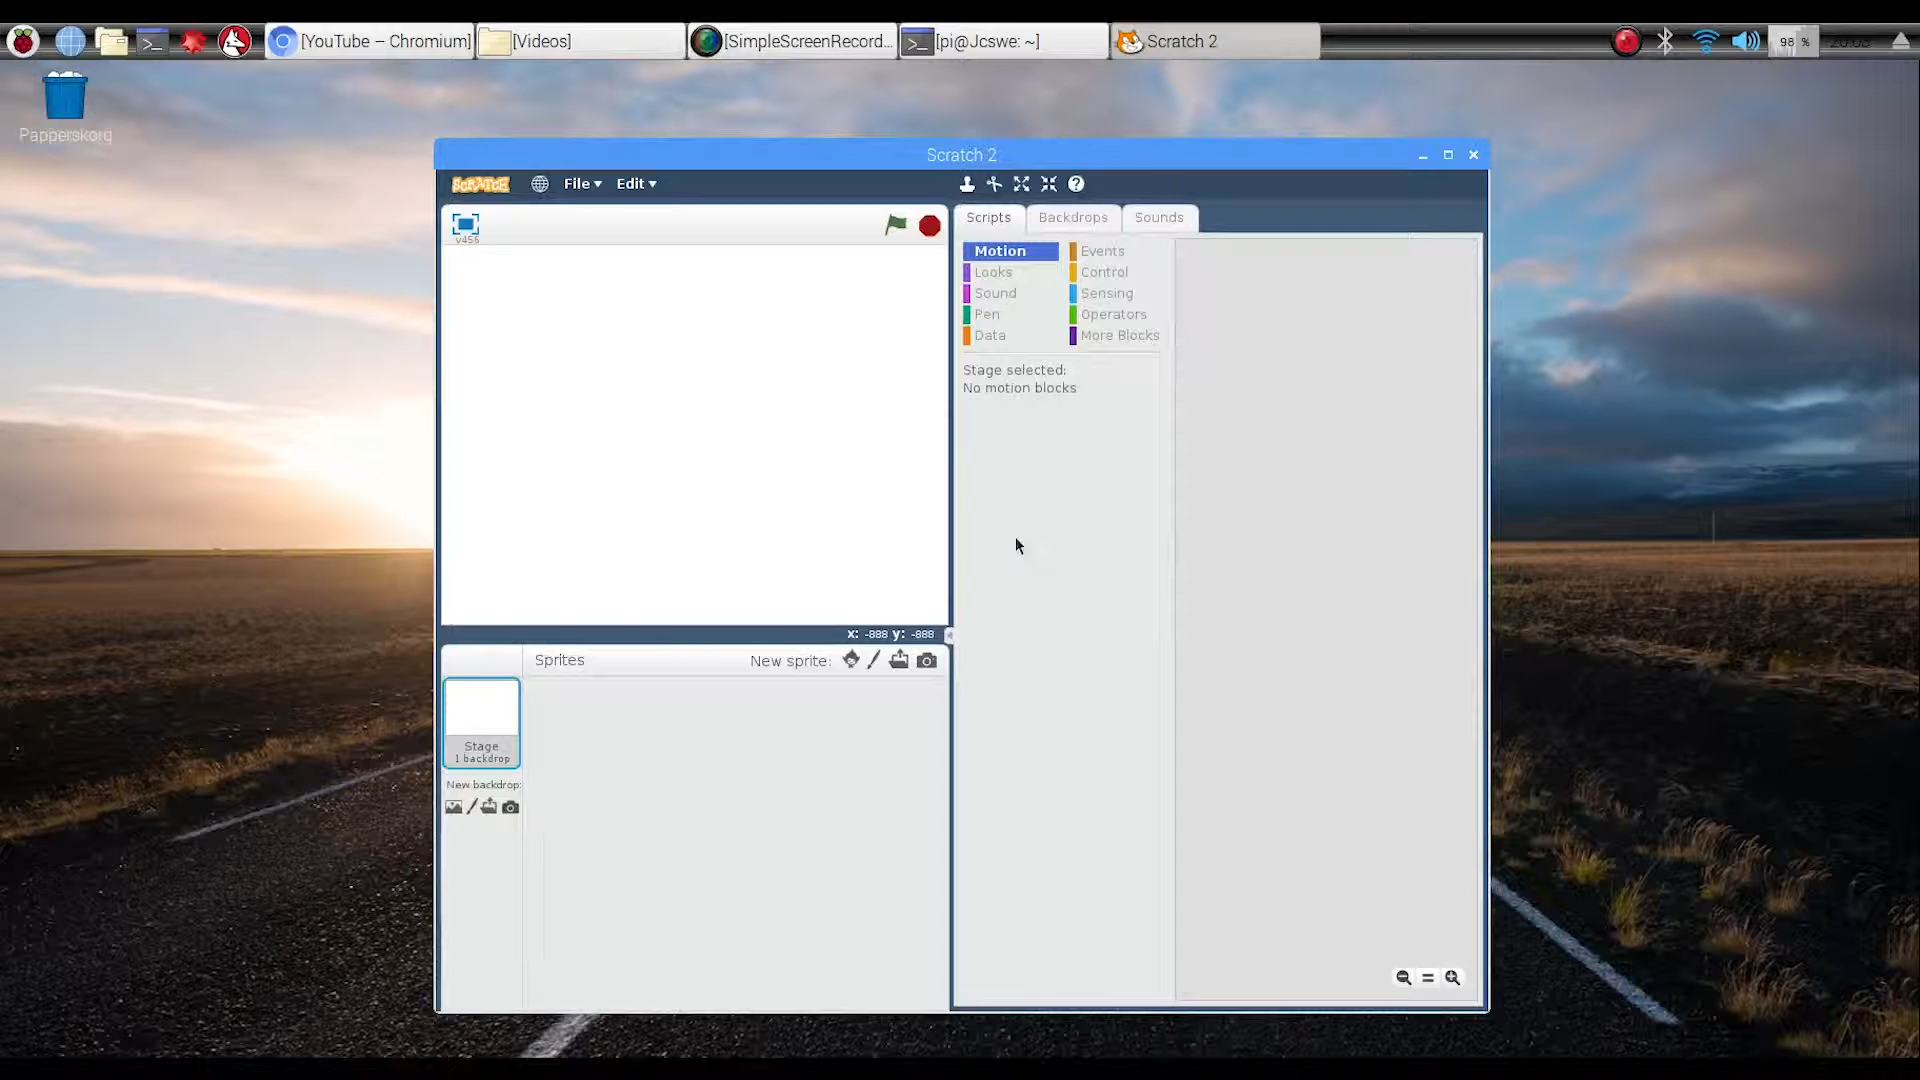 [YouTube – Chromium]
[Videos]
[SimpleScreenRecord...
[pi@Jcswe: ~]
Scratch 2
98 %
Papperskorg
Scratch 2
SCRATCH
File ▾
Edit ▾
v456
Scripts
Backdrops
Sounds
Motion
Events
Looks
Control
Sound
Sensing
Pen
Operators
Data
More Blocks
Stage selected:
No motion blocks
x: -888 y: -888
Sprites
New sprite:
Stage
1 backdrop
New backdrop: